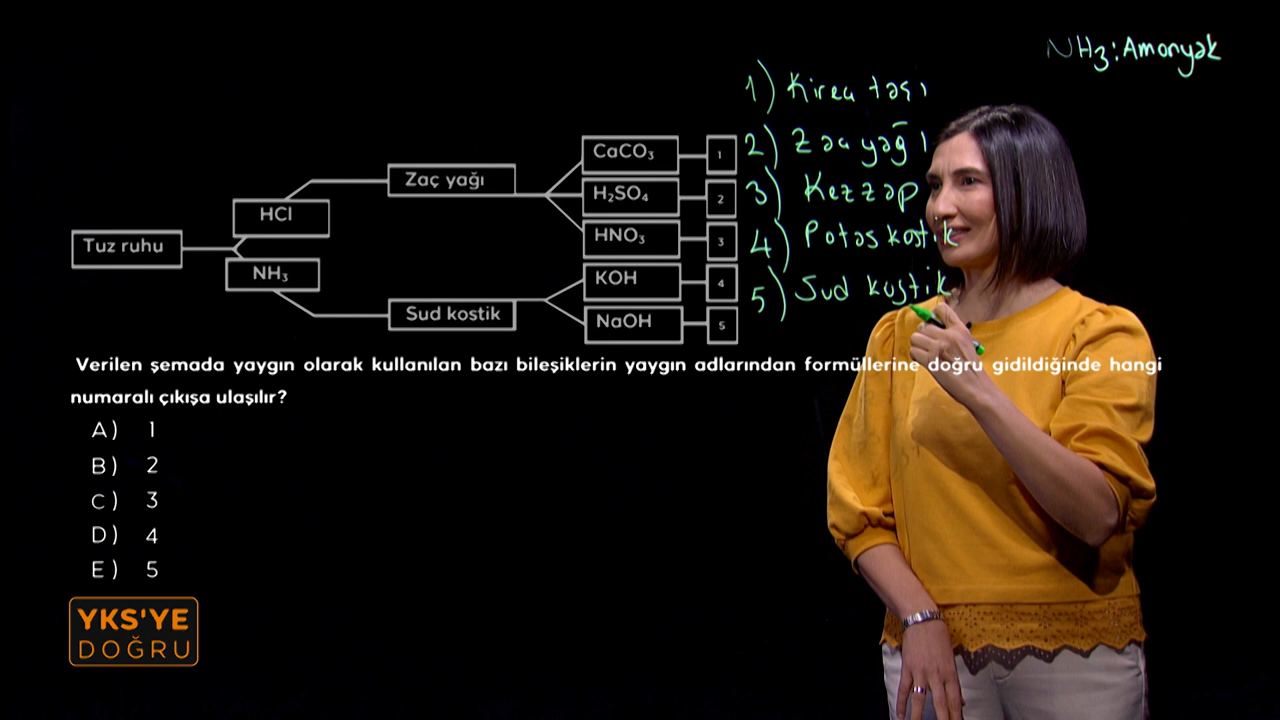 NH3:Amonyak
1) Kirec taşı
2) Zac yağı
3) Kezzap
4) Potas kostik
5) Sud kostik
Tuz ruhu
HCl
NH₃
Zaç yağı
Sud kostik
CaCO₃
1
H₂SO₄
2
HNO₃
3
KOH
4
NaOH
5
Verilen şemada yaygın olarak kullanılan bazı bileşiklerin yaygın adlarından formüllerine doğru gidildiğinde hangi
numaralı çıkışa ulaşılır?
A) 1
B) 2
C) 3
D) 4
E) 5
YKS'YE
DOĞRU